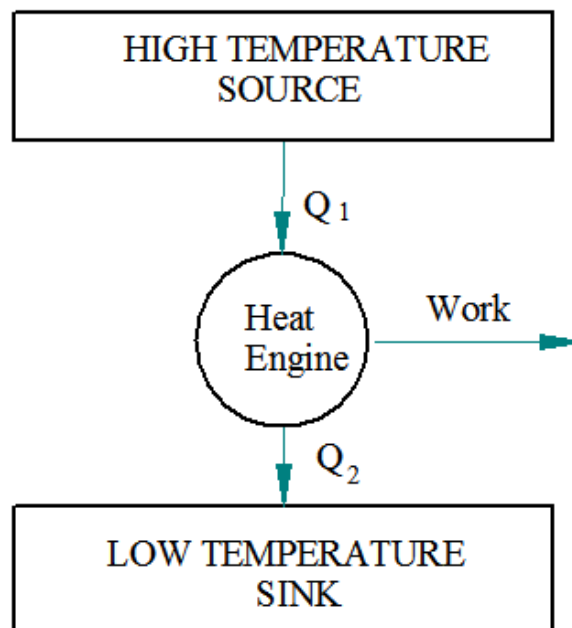 HIGH TEMPERATURE
SOURCE
Q1
Work
Heat
Engine
Q2
LOW TEMPERATURE
SINK